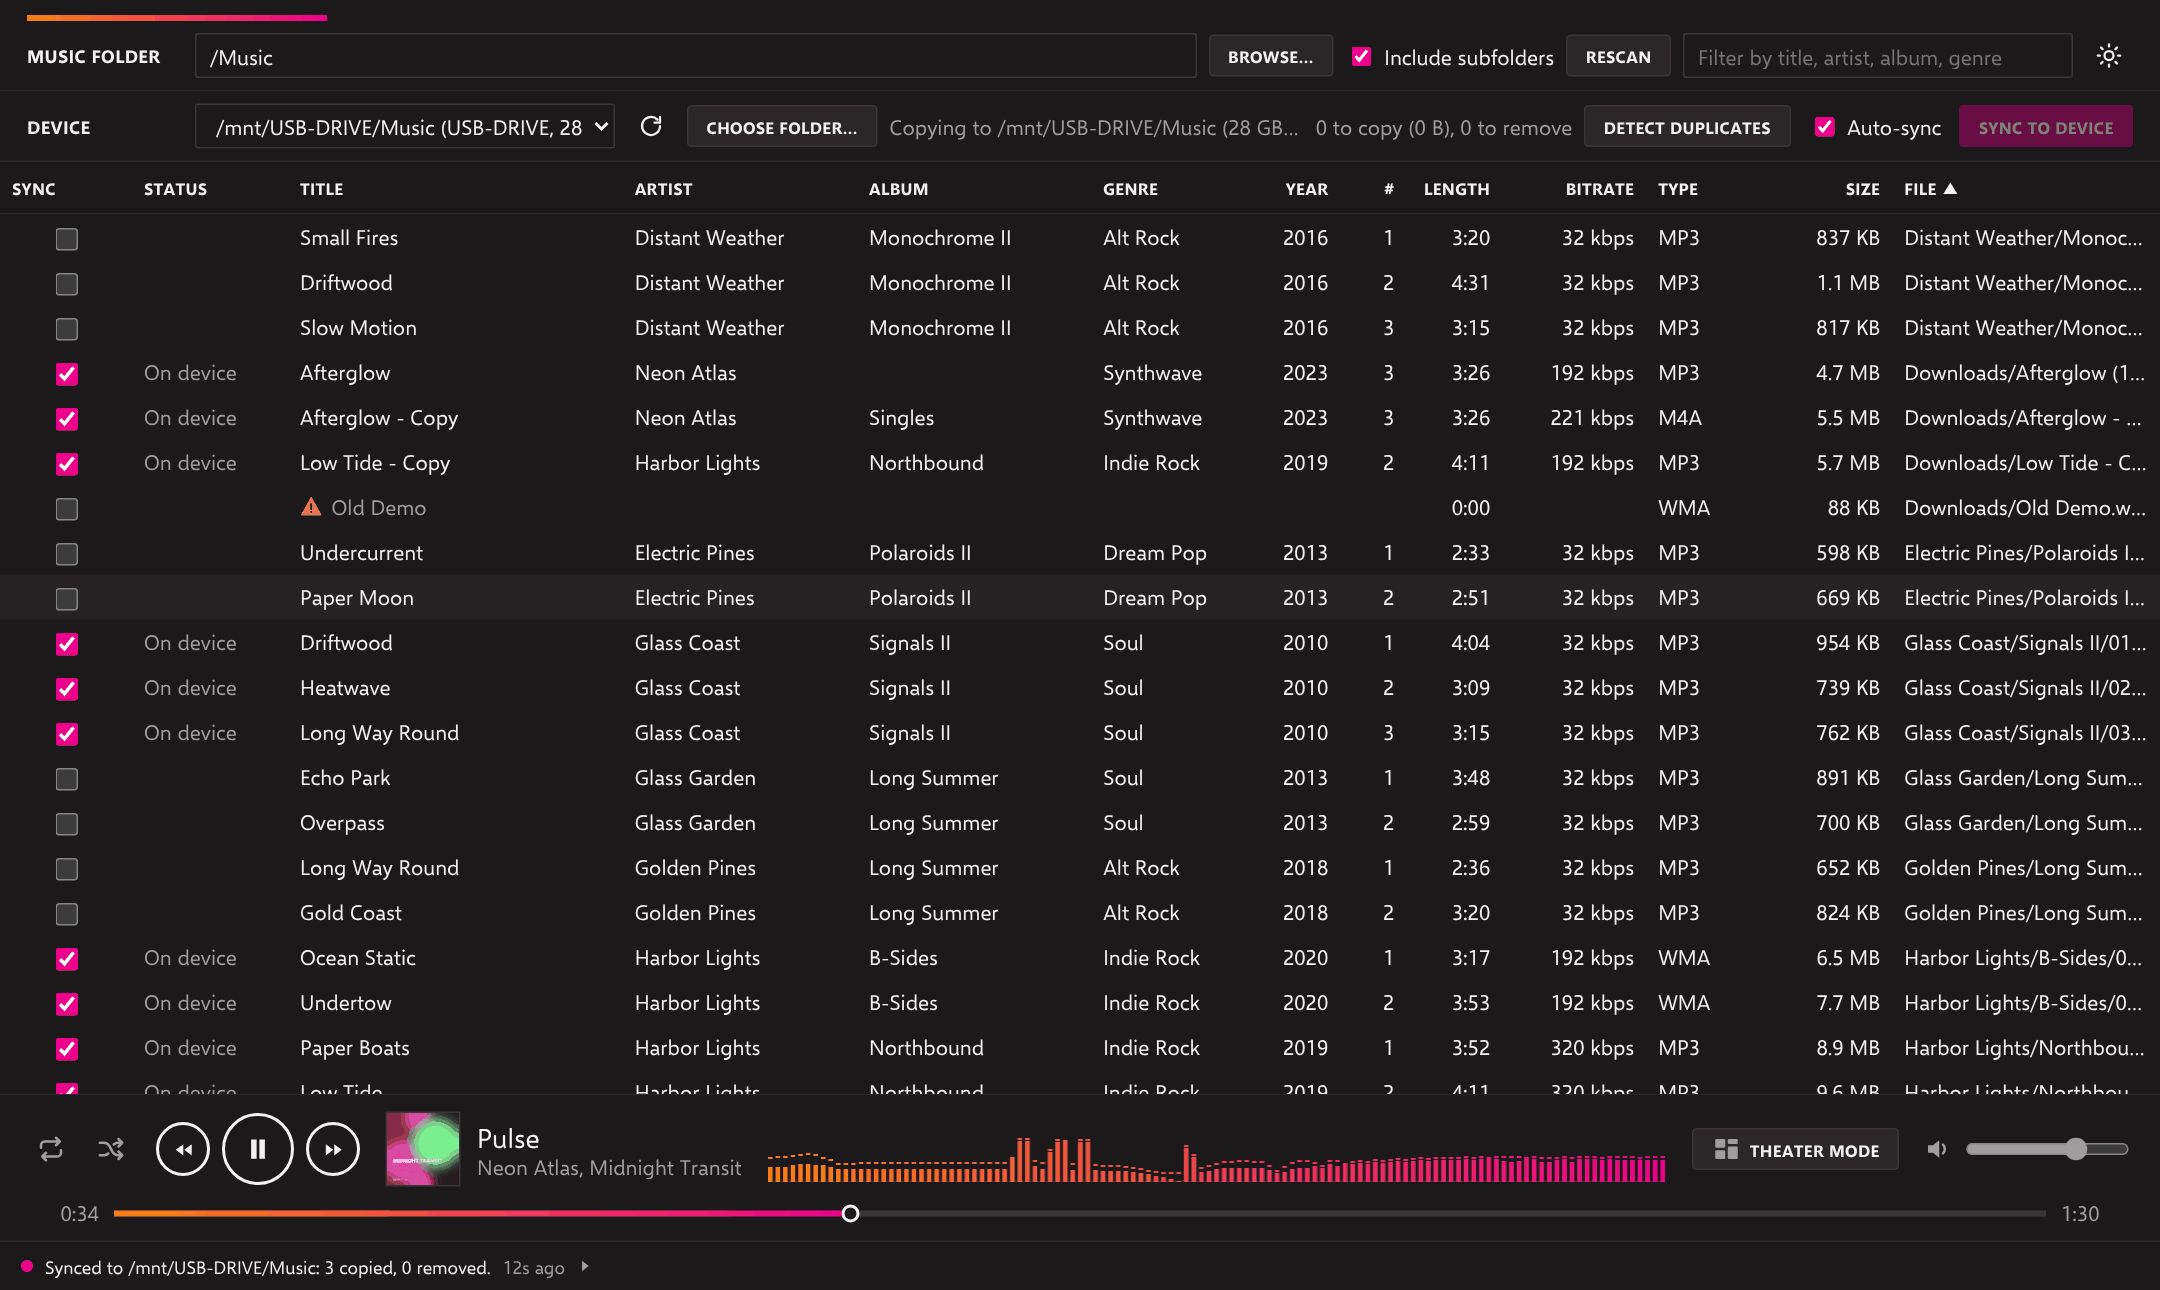 MUSIC FOLDER /Music BROWSE... Include subfolders RESCAN Filter by title, artist, album, genre
DEVICE /mnt/USB-DRIVE/Music (USB-DRIVE, 28 CHOOSE FOLDER... Copying to /mnt/USB-DRIVE/Music (28 GB... 0 to copy (0 B), 0 to remove DETECT DUPLICATES Auto-sync SYNC TO DEVICE
SYNC STATUS TITLE ARTIST ALBUM GENRE YEAR # LENGTH BITRATE TYPE SIZE FILE ▲
Small Fires Distant Weather Monochrome II Alt Rock 2016 1 3:20 32 kbps MP3 837 KB Distant Weather/Monoc...
Driftwood Distant Weather Monochrome II Alt Rock 2016 2 4:31 32 kbps MP3 1.1 MB Distant Weather/Monoc...
Slow Motion Distant Weather Monochrome II Alt Rock 2016 3 3:15 32 kbps MP3 817 KB Distant Weather/Monoc...
On device Afterglow Neon Atlas Synthwave 2023 3 3:26 192 kbps MP3 4.7 MB Downloads/Afterglow (1...
On device Afterglow - Copy Neon Atlas Singles Synthwave 2023 3 3:26 221 kbps M4A 5.5 MB Downloads/Afterglow - ...
On device Low Tide - Copy Harbor Lights Northbound Indie Rock 2019 2 4:11 192 kbps MP3 5.7 MB Downloads/Low Tide - C...
Old Demo 0:00 WMA 88 KB Downloads/Old Demo.w...
Undercurrent Electric Pines Polaroids II Dream Pop 2013 1 2:33 32 kbps MP3 598 KB Electric Pines/Polaroids I...
Paper Moon Electric Pines Polaroids II Dream Pop 2013 2 2:51 32 kbps MP3 669 KB Electric Pines/Polaroids I...
On device Driftwood Glass Coast Signals II Soul 2010 1 4:04 32 kbps MP3 954 KB Glass Coast/Signals II/01...
On device Heatwave Glass Coast Signals II Soul 2010 2 3:09 32 kbps MP3 739 KB Glass Coast/Signals II/02...
On device Long Way Round Glass Coast Signals II Soul 2010 3 3:15 32 kbps MP3 762 KB Glass Coast/Signals II/03...
Echo Park Glass Garden Long Summer Soul 2013 1 3:48 32 kbps MP3 891 KB Glass Garden/Long Sum...
Overpass Glass Garden Long Summer Soul 2013 2 2:59 32 kbps MP3 700 KB Glass Garden/Long Sum...
Long Way Round Golden Pines Long Summer Alt Rock 2018 1 2:36 32 kbps MP3 652 KB Golden Pines/Long Sum...
Gold Coast Golden Pines Long Summer Alt Rock 2018 2 3:20 32 kbps MP3 824 KB Golden Pines/Long Sum...
On device Ocean Static Harbor Lights B-Sides Indie Rock 2020 1 3:17 192 kbps WMA 6.5 MB Harbor Lights/B-Sides/0...
On device Undertow Harbor Lights B-Sides Indie Rock 2020 2 3:53 192 kbps WMA 7.7 MB Harbor Lights/B-Sides/0...
On device Paper Boats Harbor Lights Northbound Indie Rock 2019 1 3:52 320 kbps MP3 8.9 MB Harbor Lights/Northbou...
On device Low Tide Harbor Lights Northbound Indie Rock 2019 2 4:11 320 kbps MP3 9.6 MB Harbor Lights/Northbou...
Pulse
Neon Atlas, Midnight Transit
THEATER MODE
0:34 1:30
Synced to /mnt/USB-DRIVE/Music: 3 copied, 0 removed. 12s ago